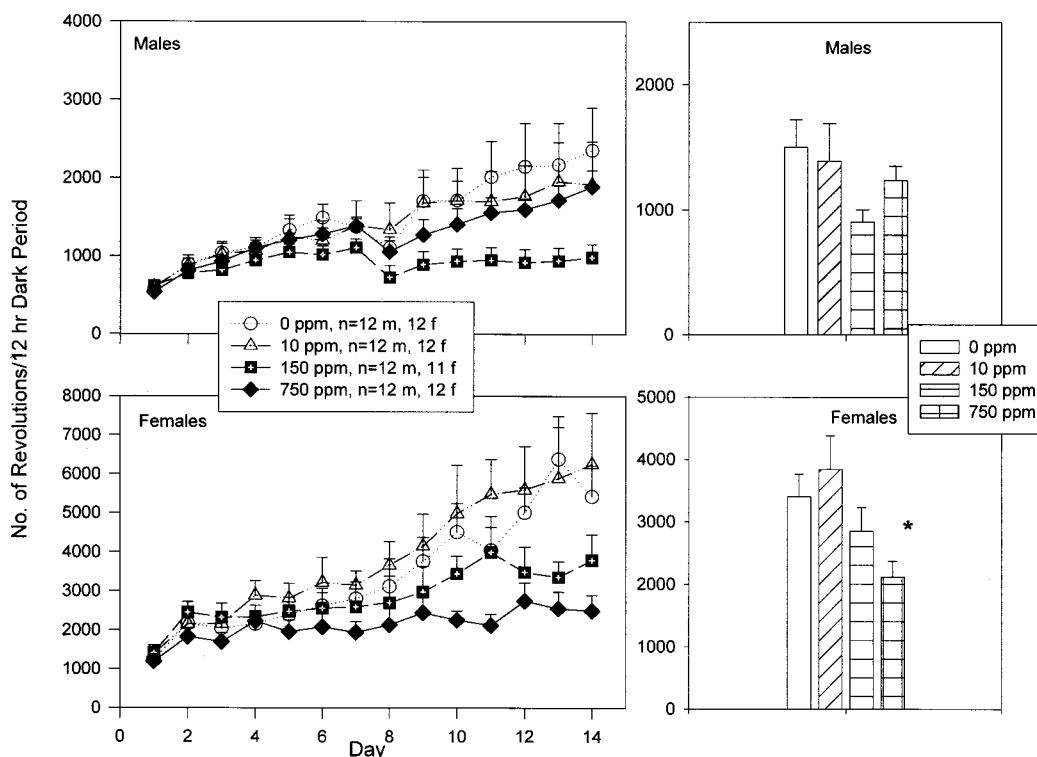 No. of Revolutions/12 hr Dark Period
Males
4000
3000
2000
1000
0
0 ppm, n=12 m, 12 f
10 ppm, n=12 m, 12 f
150 ppm, n=12 m, 11 f
750 ppm, n=12 m, 12 f
Females
8000
7000
6000
5000
4000
3000
2000
1000
0
0 2 4 6 8 10 12 14
Day
Males
2000
1000
0
0 ppm
10 ppm
150 ppm
750 ppm
Females
5000
4000
3000
2000
1000
0
*